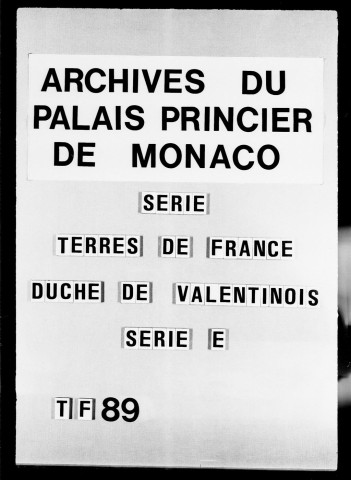 ARCHIVES DU
PALAIS PRINCIER
DE MONACO
SERIE
TERRES DE FRANCE
DUCHE DE VALENTINOIS
SERIE E
TF 89